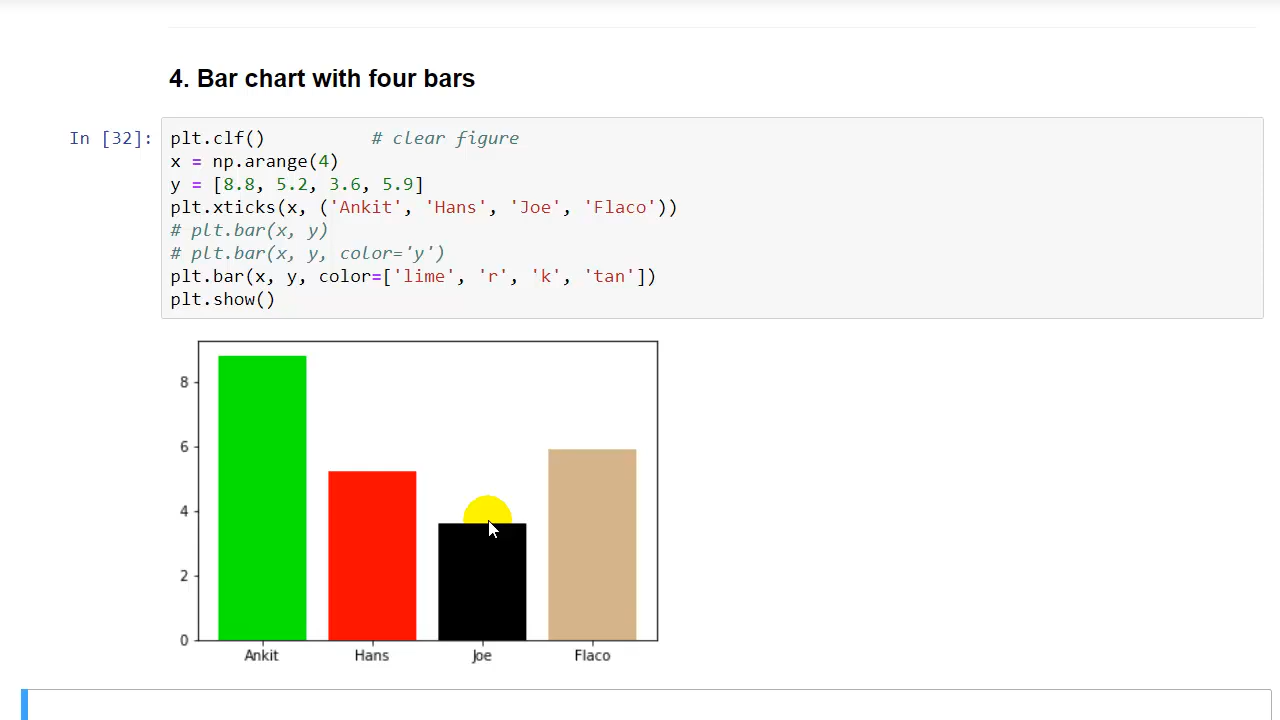 4. Bar chart with four bars
In [32]:
plt.clf()          # clear figure
x = np.arange(4)
y = [8.8, 5.2, 3.6, 5.9]
plt.xticks(x, ('Ankit', 'Hans', 'Joe', 'Flaco'))
# plt.bar(x, y)
# plt.bar(x, y, color='y')
plt.bar(x, y, color=['lime', 'r', 'k', 'tan'])
plt.show()
8
6
4
2
0
Ankit Hans Joe Flaco